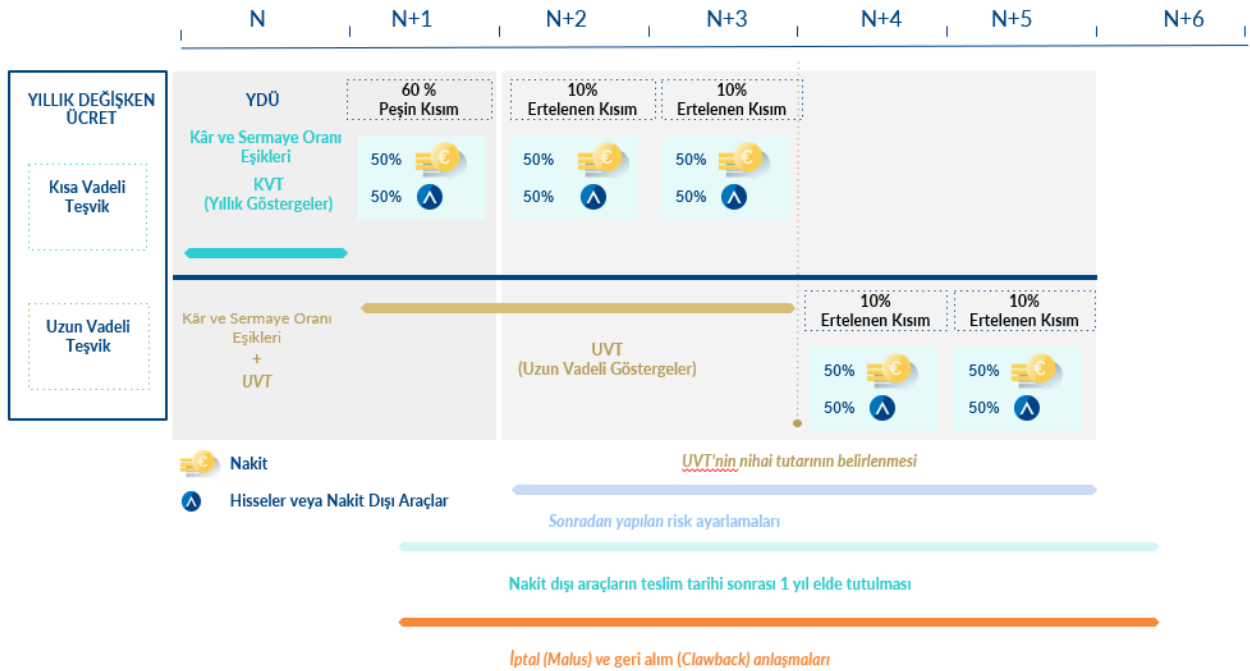 N N+1 N+2 N+3 N+4 N+5 N+6
YILLIK DEĞİŞKEN
ÜCRET
Kısa Vadeli
Teşvik
Uzun Vadeli
Teşvik
YDÜ
Kâr ve Sermaye Oranı
Eşikleri
KVT
(Yıllık Göstergeler)
60 %
Peşin Kısım
50%
50%
10%
Ertelenen Kısım
50%
50%
10%
Ertelenen Kısım
50%
50%
Kâr ve Sermaye Oranı
Eşikleri
+
UVT
UVT
(Uzun Vadeli Göstergeler)
10%
Ertelenen Kısım
50%
50%
10%
Ertelenen Kısım
50%
50%
Nakit
Hisseler veya Nakit Dışı Araçlar
UVT'nin nihai tutarının belirlenmesi
Sonradan yapılan risk ayarlamaları
Nakit dışı araçların teslim tarihi sonrası 1 yıl elde tutulması
İptal (Malus) ve geri alım (Clawback) anlaşmaları